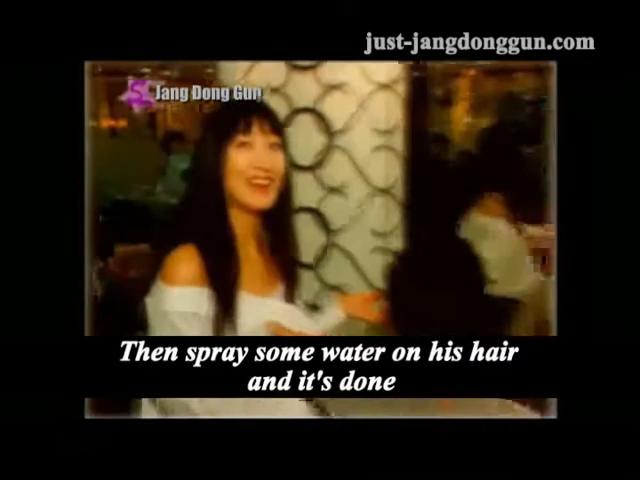 just-jangdonggun.com
Jang Dong Gun
Then spray some water on his hair
and it's done